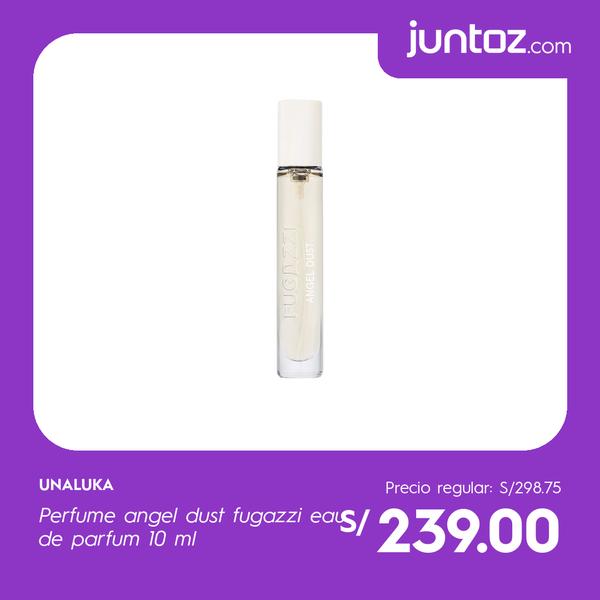 juntoz.com
FUGAZZI
ANGEL DUST
UNALUKA
Perfume angel dust fugazzi eau
de parfum 10 ml
Precio regular: S/298.75
S/ 239.00